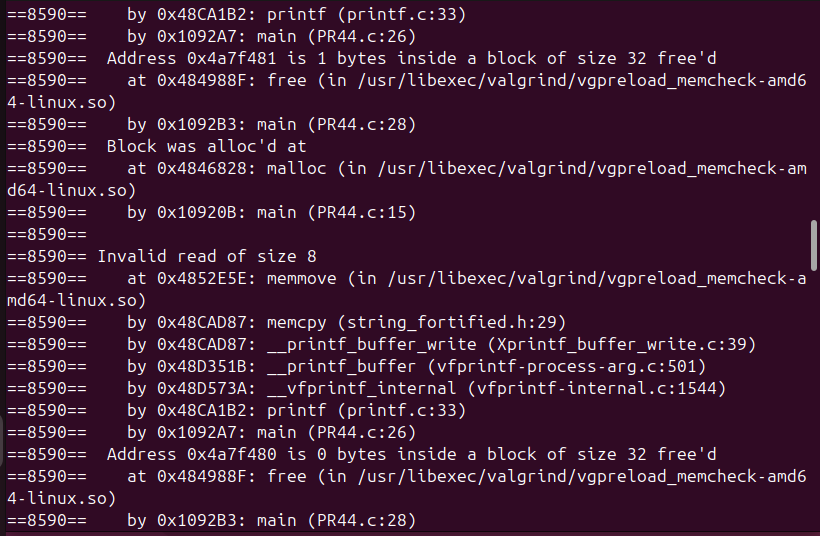 ==8590==    by 0x48CA1B2: printf (printf.c:33)
==8590==    by 0x1092A7: main (PR44.c:26)
==8590==  Address 0x4a7f481 is 1 bytes inside a block of size 32 free'd
==8590==    at 0x484988F: free (in /usr/libexec/valgrind/vgpreload_memcheck-amd6
4-linux.so)
==8590==    by 0x1092B3: main (PR44.c:28)
==8590==  Block was alloc'd at
==8590==    at 0x4846828: malloc (in /usr/libexec/valgrind/vgpreload_memcheck-am
d64-linux.so)
==8590==    by 0x10920B: main (PR44.c:15)
==8590==
==8590== Invalid read of size 8
==8590==    at 0x4852E5E: memmove (in /usr/libexec/valgrind/vgpreload_memcheck-a
md64-linux.so)
==8590==    by 0x48CAD87: memcpy (string_fortified.h:29)
==8590==    by 0x48CAD87: __printf_buffer_write (Xprintf_buffer_write.c:39)
==8590==    by 0x48D351B: __printf_buffer (vfprintf-process-arg.c:501)
==8590==    by 0x48D573A: __vfprintf_internal (vfprintf-internal.c:1544)
==8590==    by 0x48CA1B2: printf (printf.c:33)
==8590==    by 0x1092A7: main (PR44.c:26)
==8590==  Address 0x4a7f480 is 0 bytes inside a block of size 32 free'd
==8590==    at 0x484988F: free (in /usr/libexec/valgrind/vgpreload_memcheck-amd6
4-linux.so)
==8590==    by 0x1092B3: main (PR44.c:28)